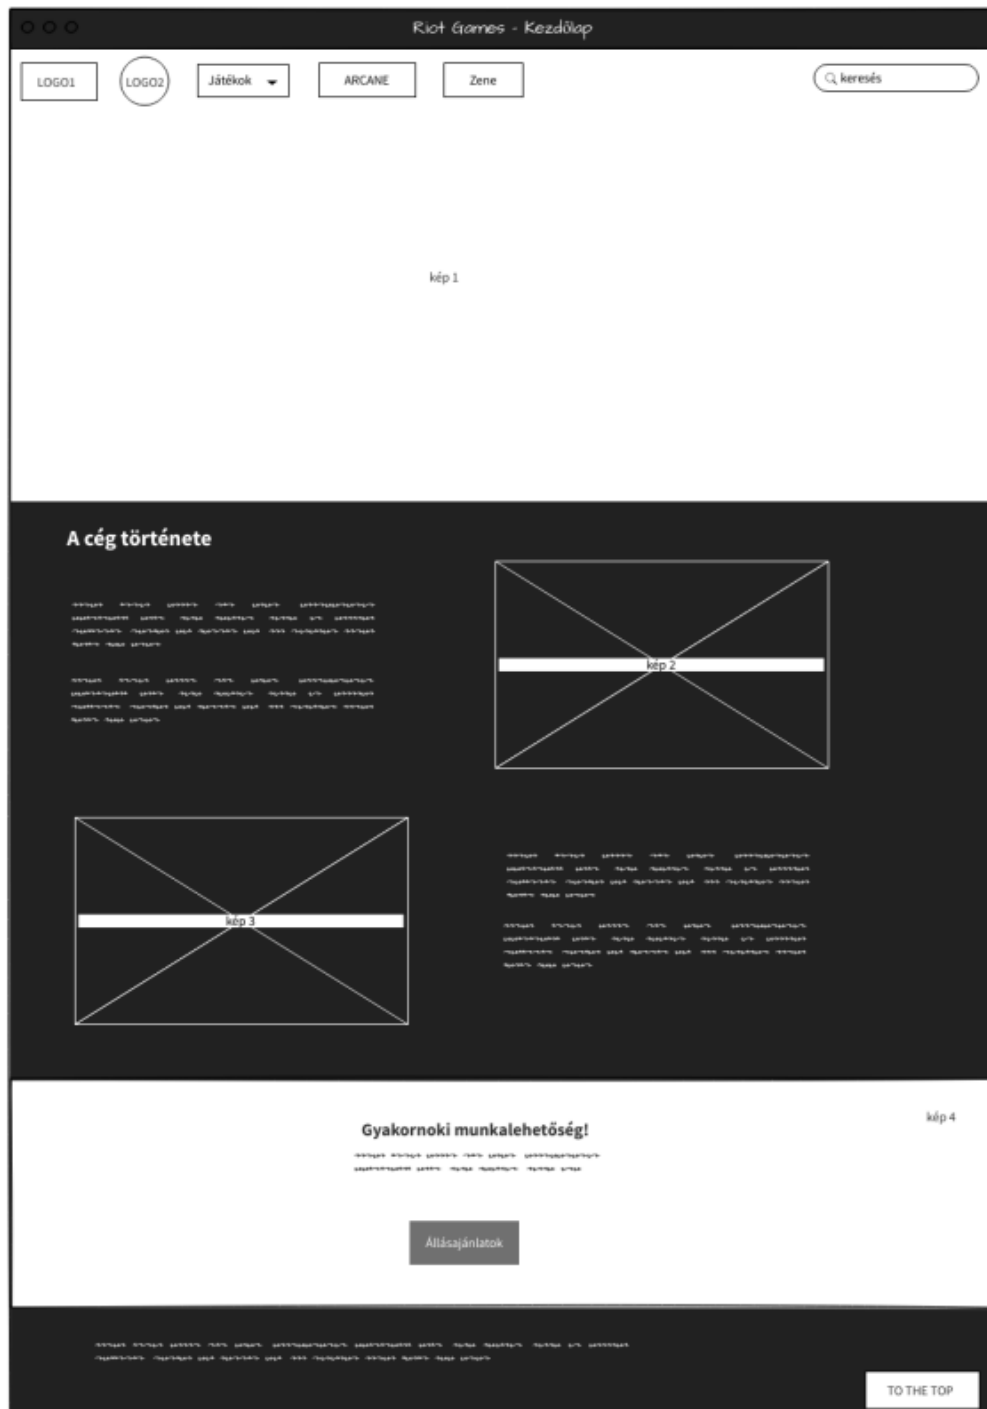 Riot Games - Kezdőlap
LOGO1
LOGO2
Játékok
ARCANE
Zene
keresés
kép 1
A cég története
kép 2
kép 3
kép 4
Gyakornoki munkalehetőség!
Állásajánlatok
TO THE TOP